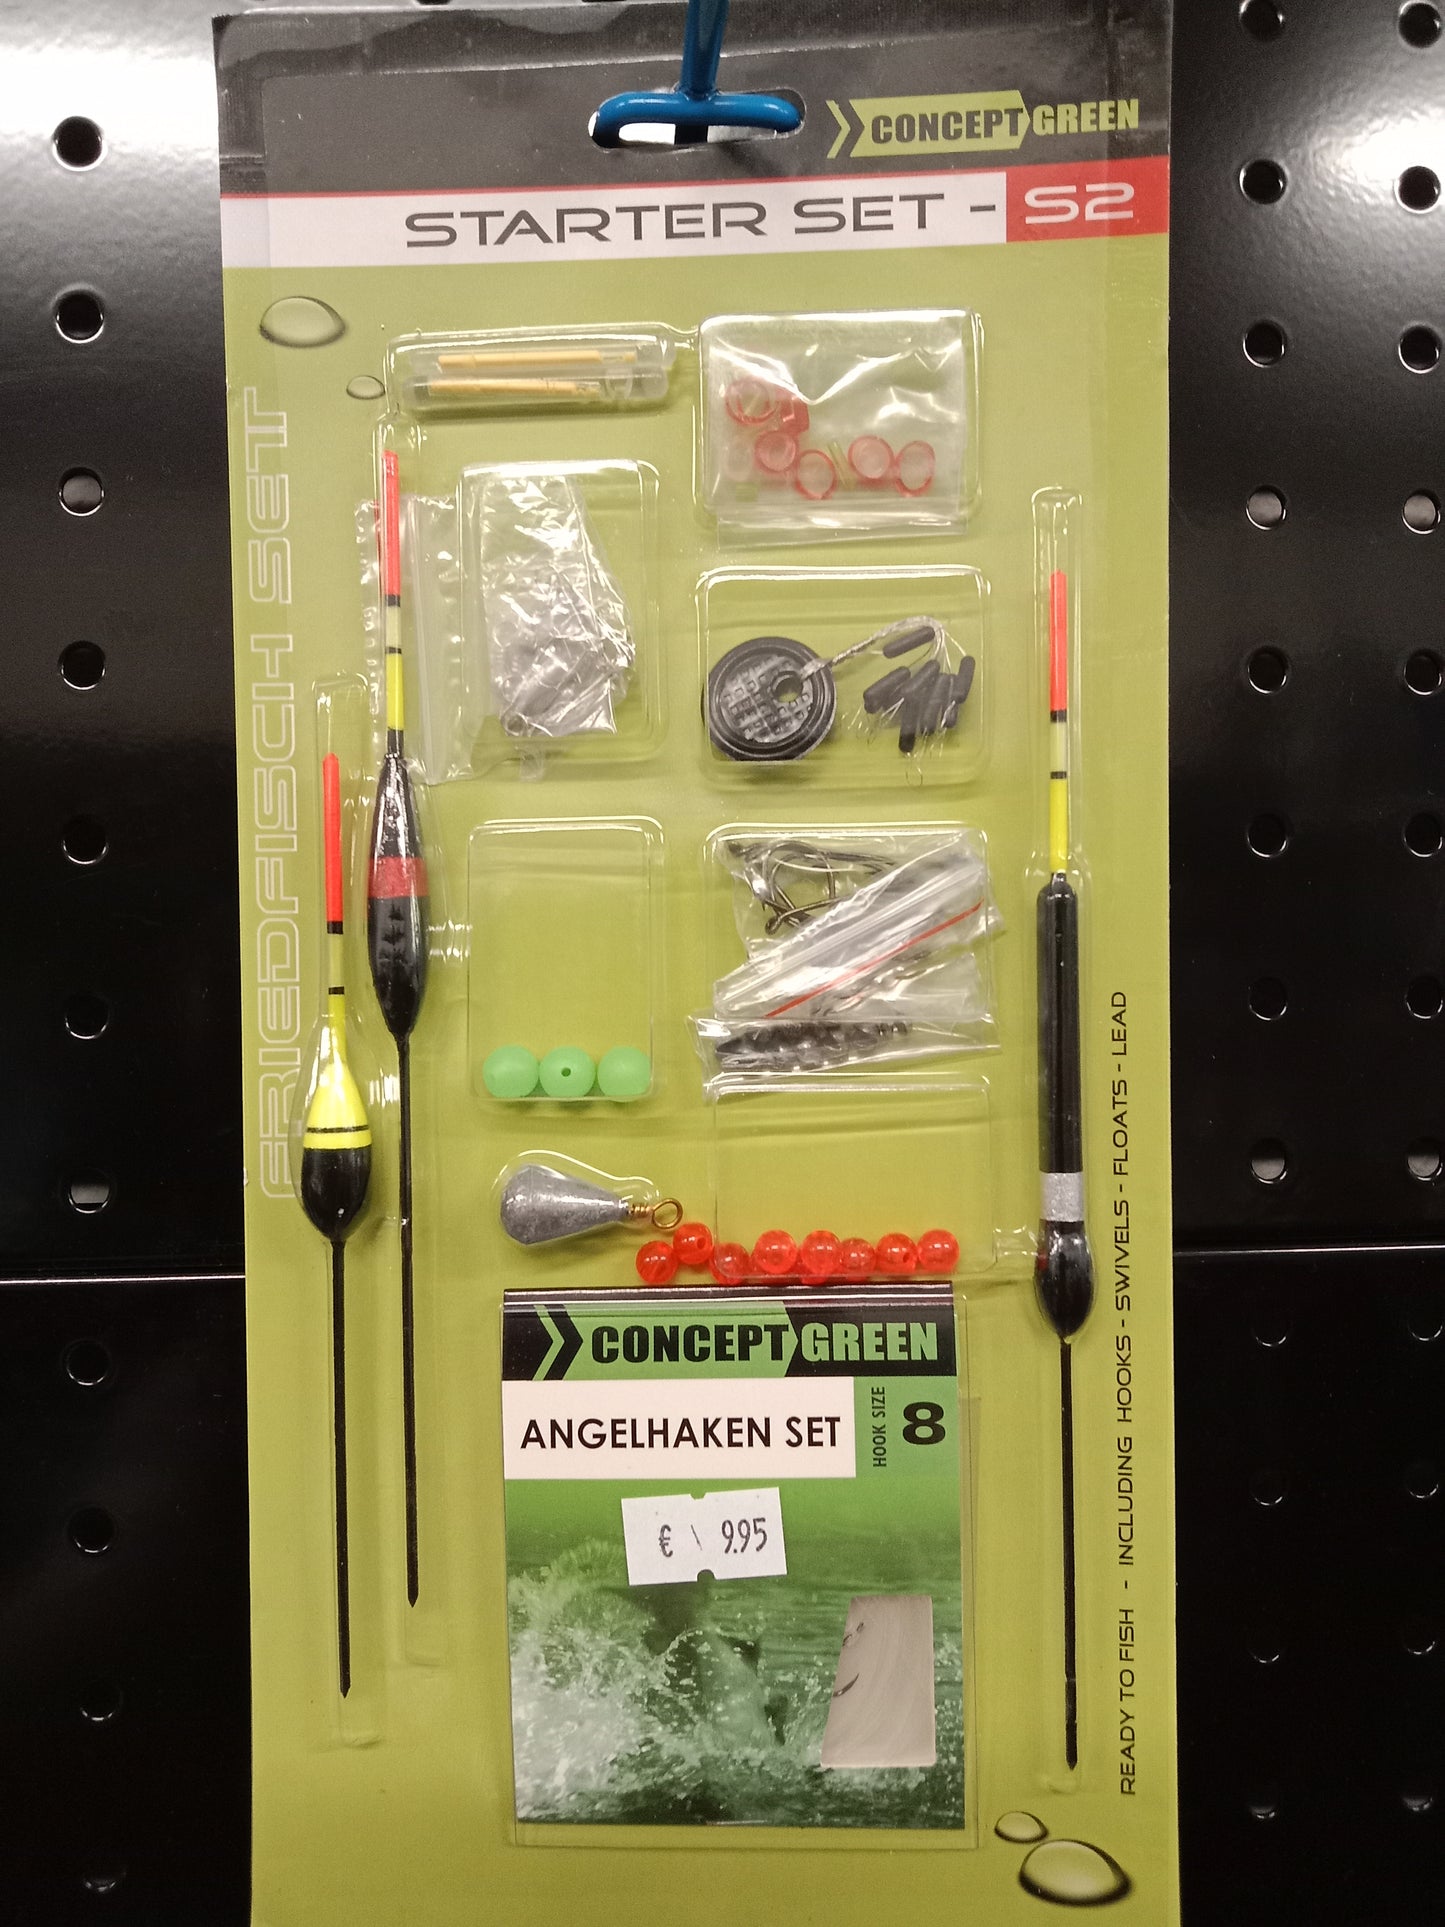 CONCEPT GREEN
STARTER SET - S2
FRIEDFISCH SET
READY TO FISH - INCLUDING HOOKS - SWIVELS - FLOATS - LEAD
CONCEPT GREEN
ANGELHAKEN SET
HOOK SIZE 8
€ \ 9.95